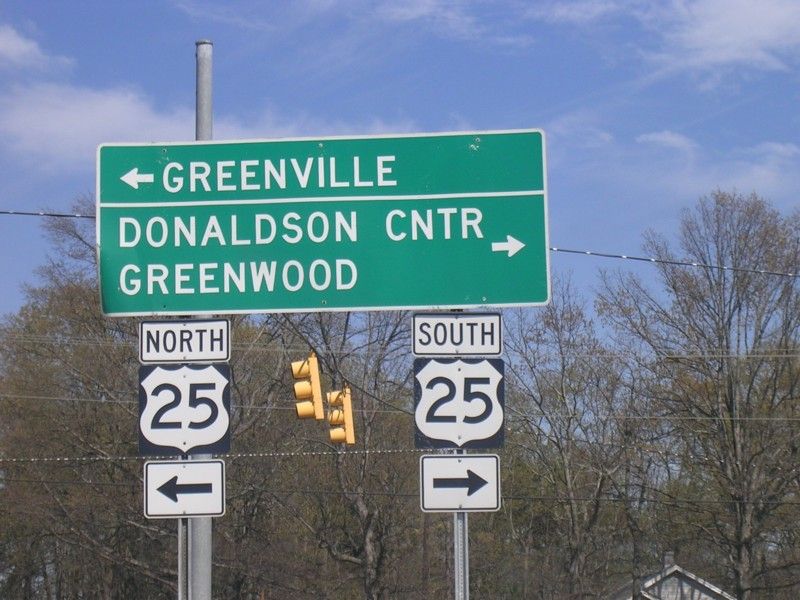 GREENVILLE
DONALDSON CNTR
GREENWOOD
NORTH
25
SOUTH
25